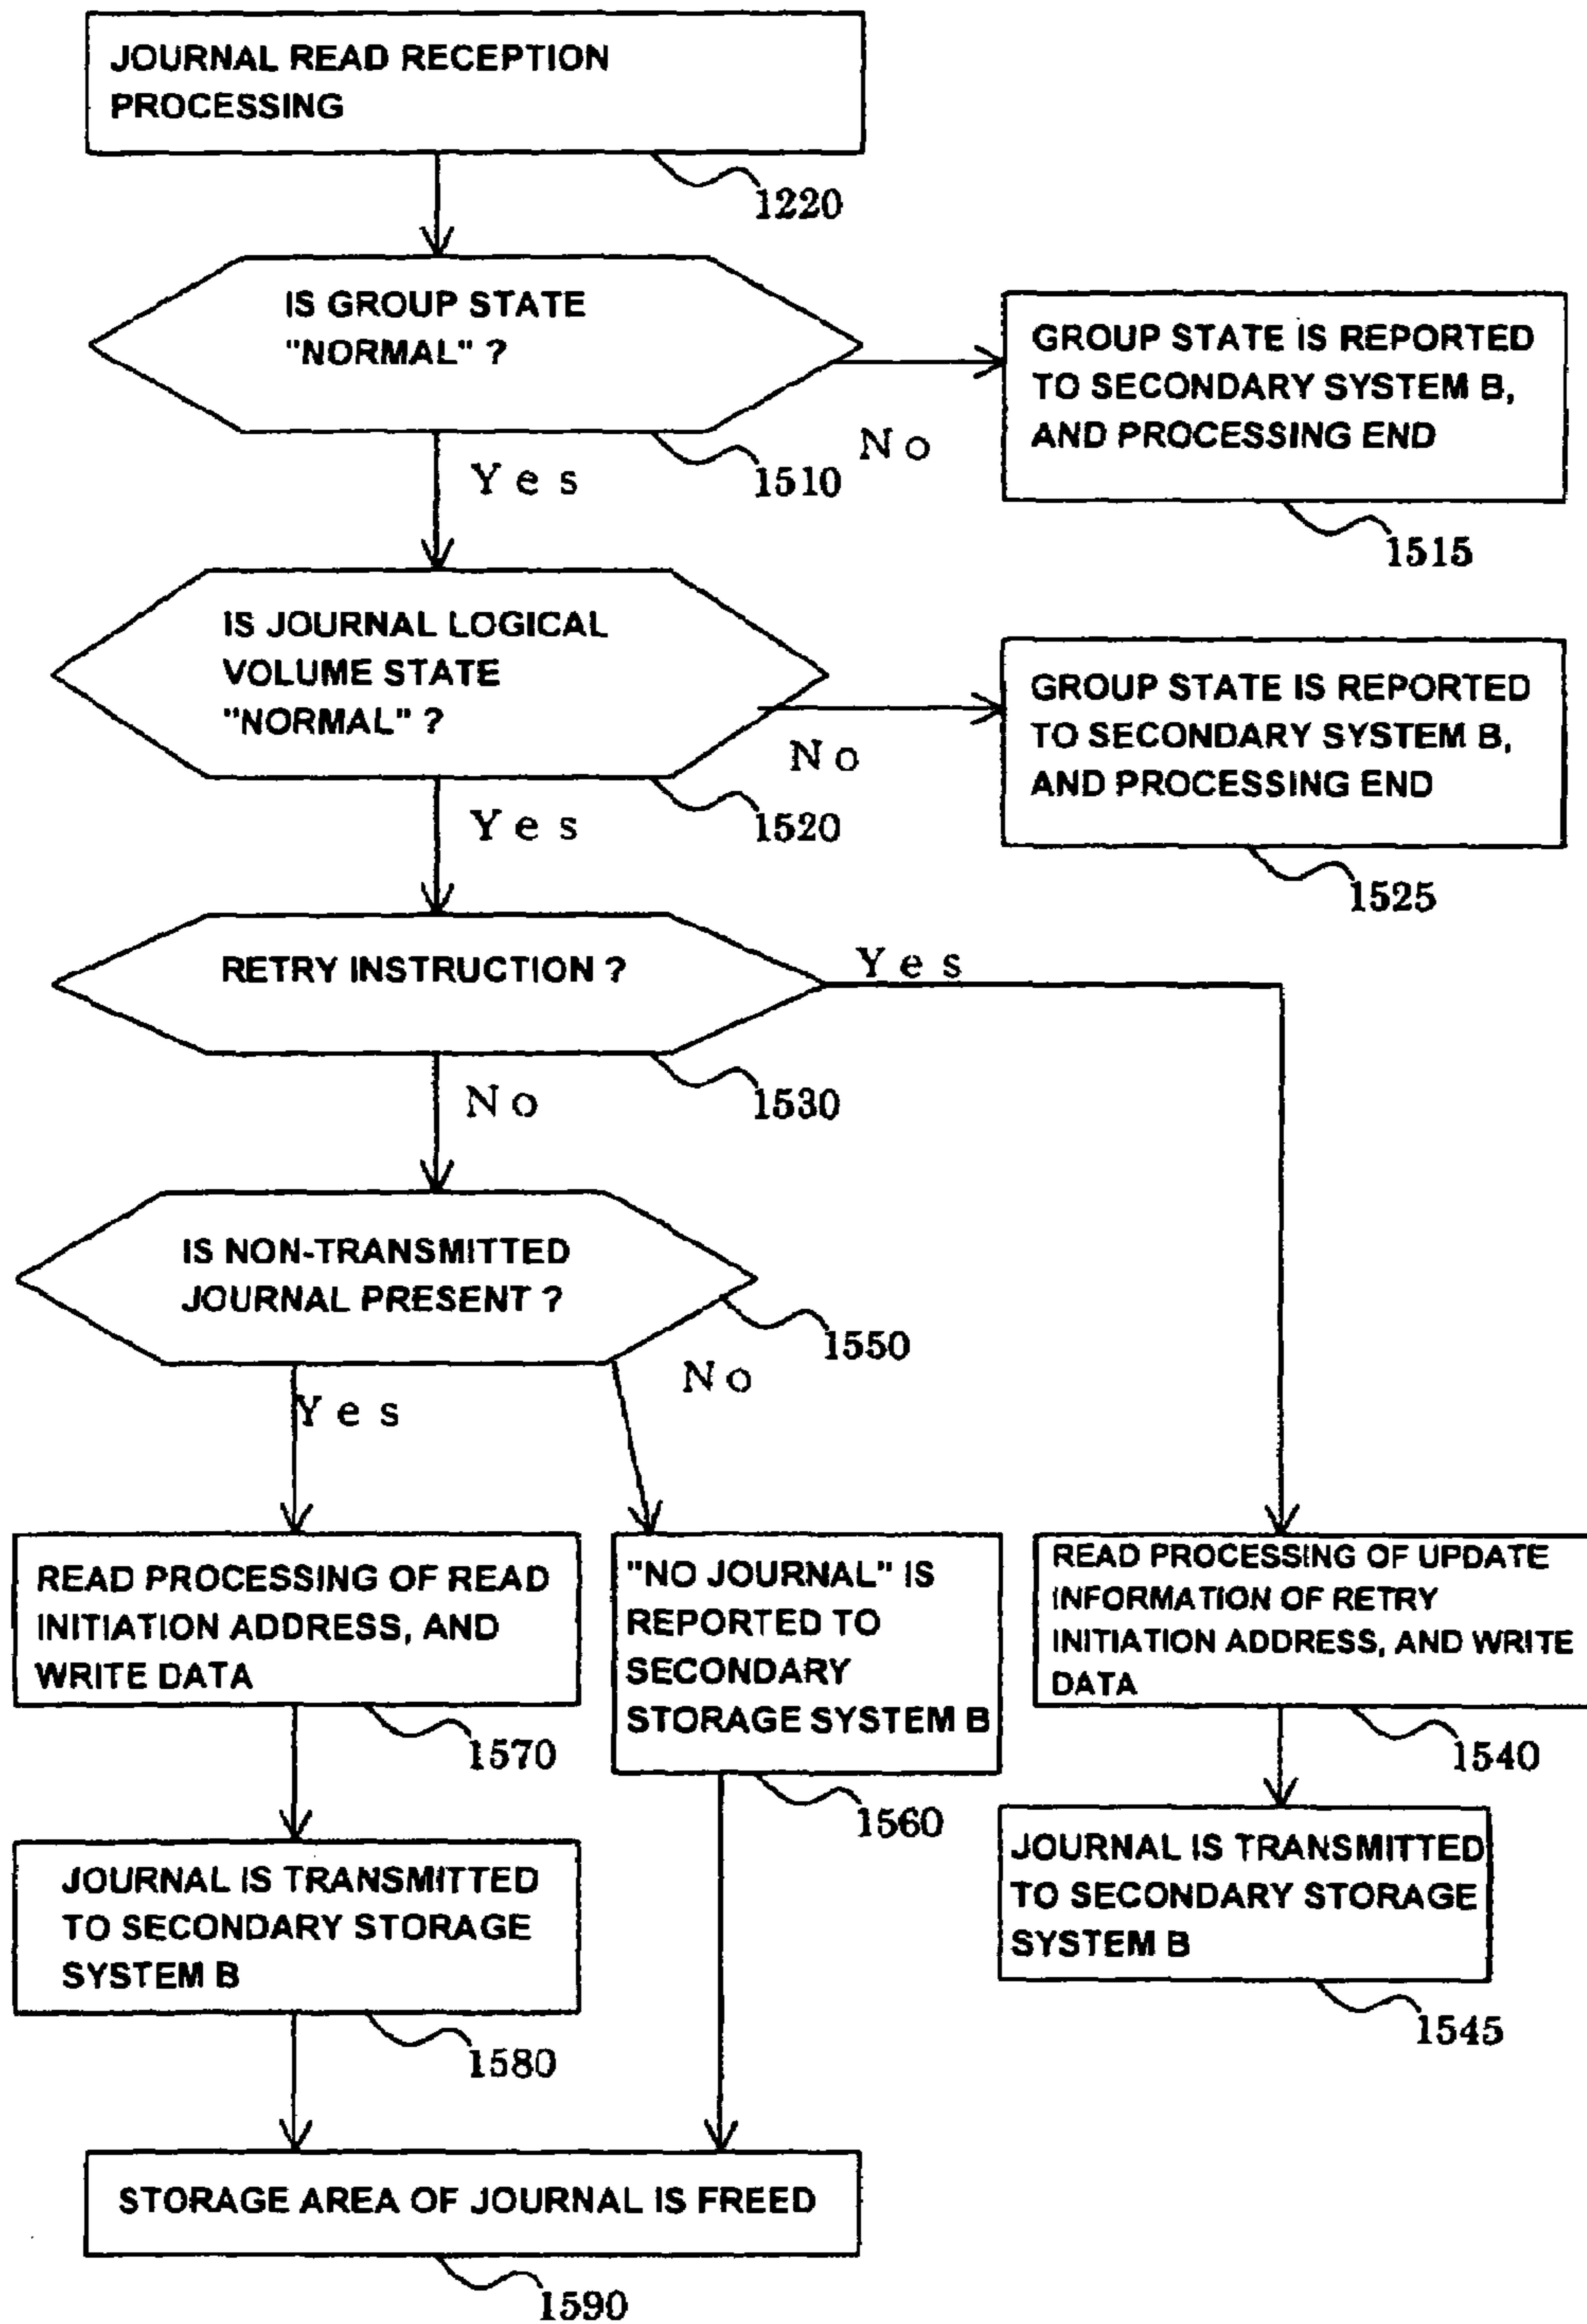 JOURNAL READ RECEPTION
PROCESSING
1220
IS GROUP STATE
"NORMAL" ?
1510
No
Yes
GROUP STATE IS REPORTED
TO SECONDARY SYSTEM B,
AND PROCESSING END
1515
IS JOURNAL LOGICAL
VOLUME STATE
"NORMAL" ?
1520
No
Yes
GROUP STATE IS REPORTED
TO SECONDARY SYSTEM B,
AND PROCESSING END
1525
RETRY INSTRUCTION ?
Yes
1530
No
IS NON-TRANSMITTED
JOURNAL PRESENT ?
1550
No
Yes
READ PROCESSING OF READ
INITIATION ADDRESS, AND
WRITE DATA
1570
"NO JOURNAL" IS
REPORTED TO
SECONDARY
STORAGE SYSTEM B
1560
READ PROCESSING OF UPDATE
INFORMATION OF RETRY
INITIATION ADDRESS, AND WRITE
DATA
1540
JOURNAL IS TRANSMITTED
TO SECONDARY STORAGE
SYSTEM B
1580
JOURNAL IS TRANSMITTED
TO SECONDARY STORAGE
SYSTEM B
1545
STORAGE AREA OF JOURNAL IS FREED
1590